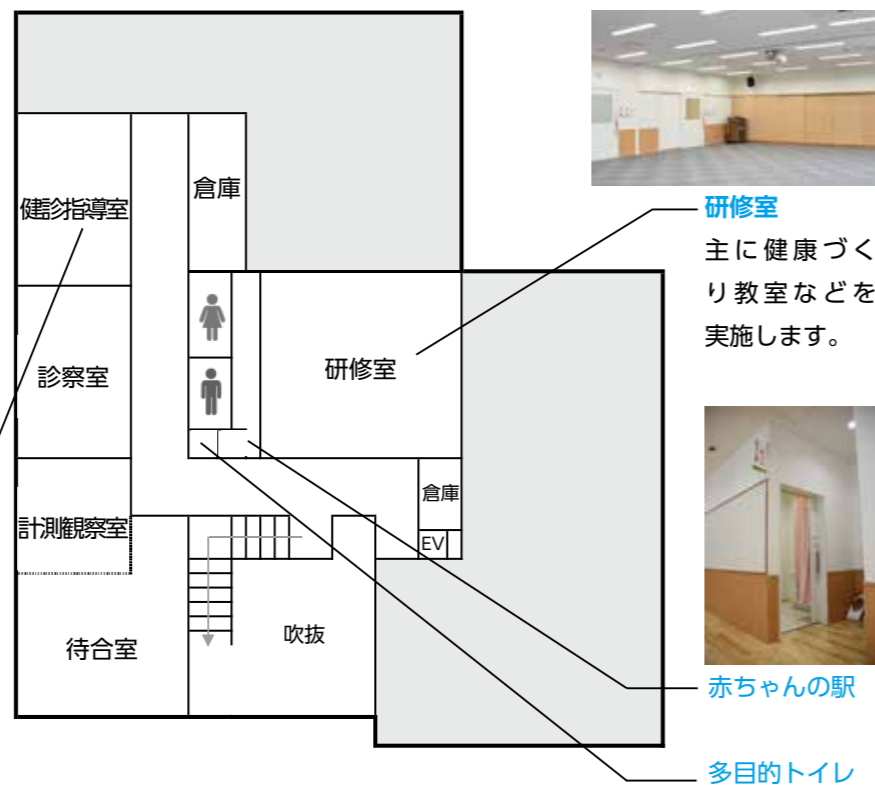 健診指導室
倉庫
診察室
研修室
計測観察室
倉庫
EV
待合室
吹抜
研修室
主に健康づく
り教室などを
実施します。
赤ちゃんの駅
多目的トイレ